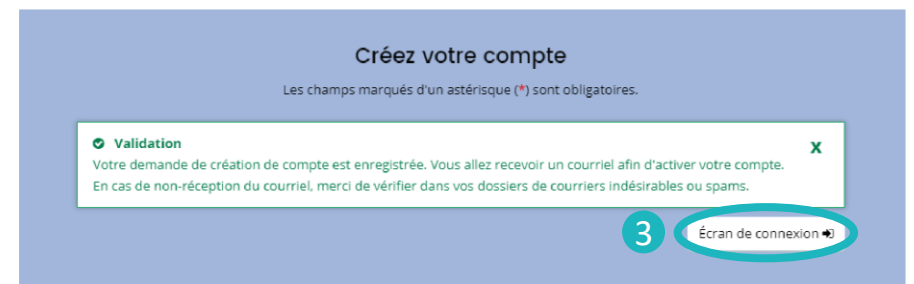 Créez votre compte
Les champs marqués d'un astérisque (*) sont obligatoires.
Validation
X
Votre demande de création de compte est enregistrée. Vous allez recevoir un courriel afin d'activer votre compte.
En cas de non-réception du courriel, merci de vérifier dans vos dossiers de courriers indésirables ou spams.
3
Écran de connexion